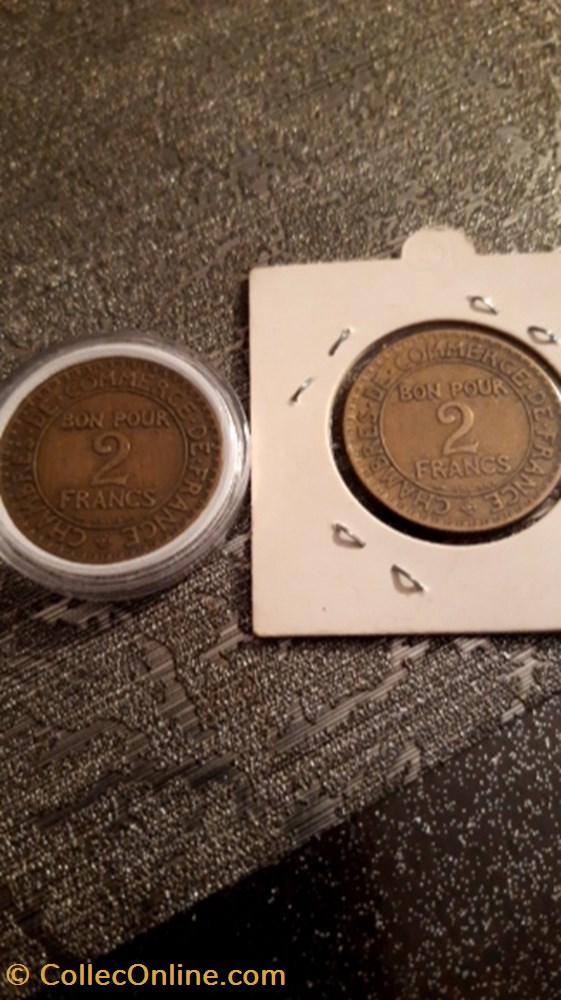 CHAMBRES · DE · COMMERCE · DE · FRANCE
BON POUR
2
FRANCS
CHAMBRES · DE · COMMERCE · DE · FRANCE
BON POUR
2
FRANCS
© CollecOnline.com